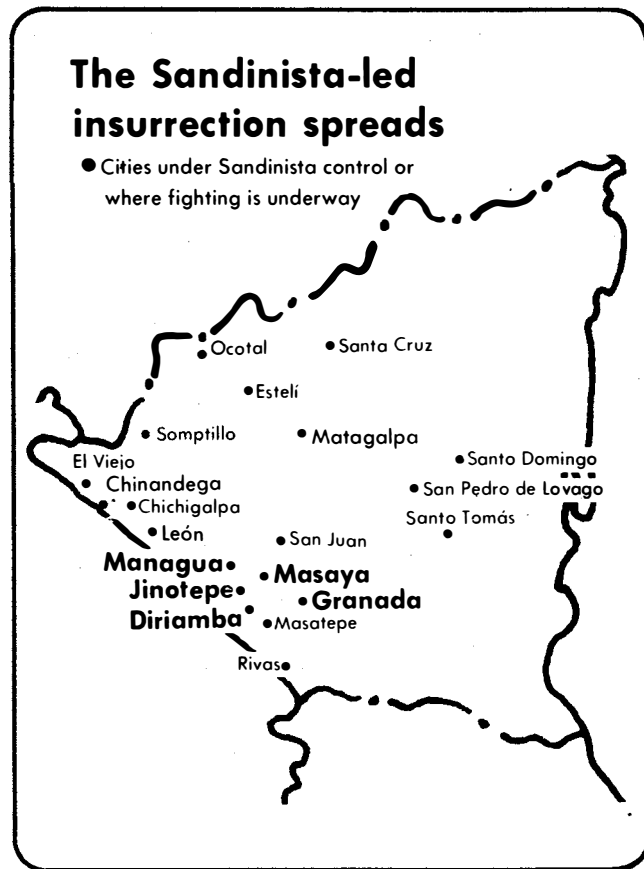 The Sandinista-led
insurrection spreads
● Cities under Sandinista control or
where fighting is underway
Ocotal
Santa Cruz
Estelí
Somptillo
Matagalpa
El Viejo
Santo Domingo
Chinandega
San Pedro de Lovago
Chichigalpa
Santo Tomás
León
San Juan
Managua
Masaya
Jinotepe
Granada
Diriamba
Masatepe
Rivas